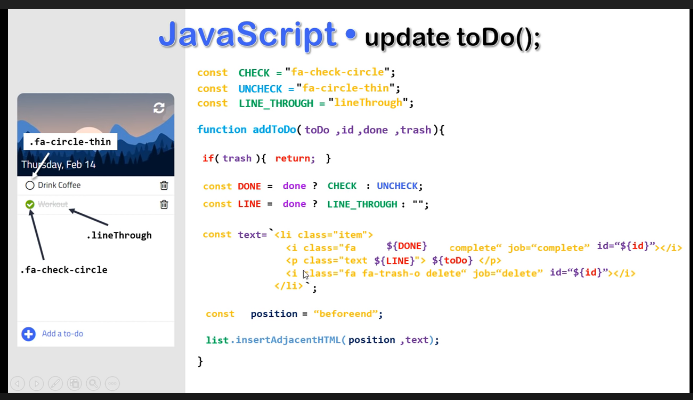 JavaScript • update toDo();
const CHECK = "fa-check-circle";
const UNCHECK = "fa-circle-thin";
const LINE_THROUGH = "lineThrough";
function addToDo(toDo ,id ,done ,trash){
if(trash ){ return; }
const DONE = done ? CHECK : UNCHECK;
const LINE = done ? LINE_THROUGH : "";
const text=`<li class="item">
<i class="fa ${DONE} complete” job=“complete” id=“${id}”></i>
<p class="text ${LINE}"> ${toDo} </p>
<i class="fa fa-trash-o delete” job=“delete” id=“${id}”></i>
</li>`;
const position = “beforeend”;
list.insertAdjacentHTML(position ,text);
}
.fa-circle-thin
Thursday, Feb 14
Drink Coffee
Workout
.lineThrough
.fa-check-circle
Add a to-do